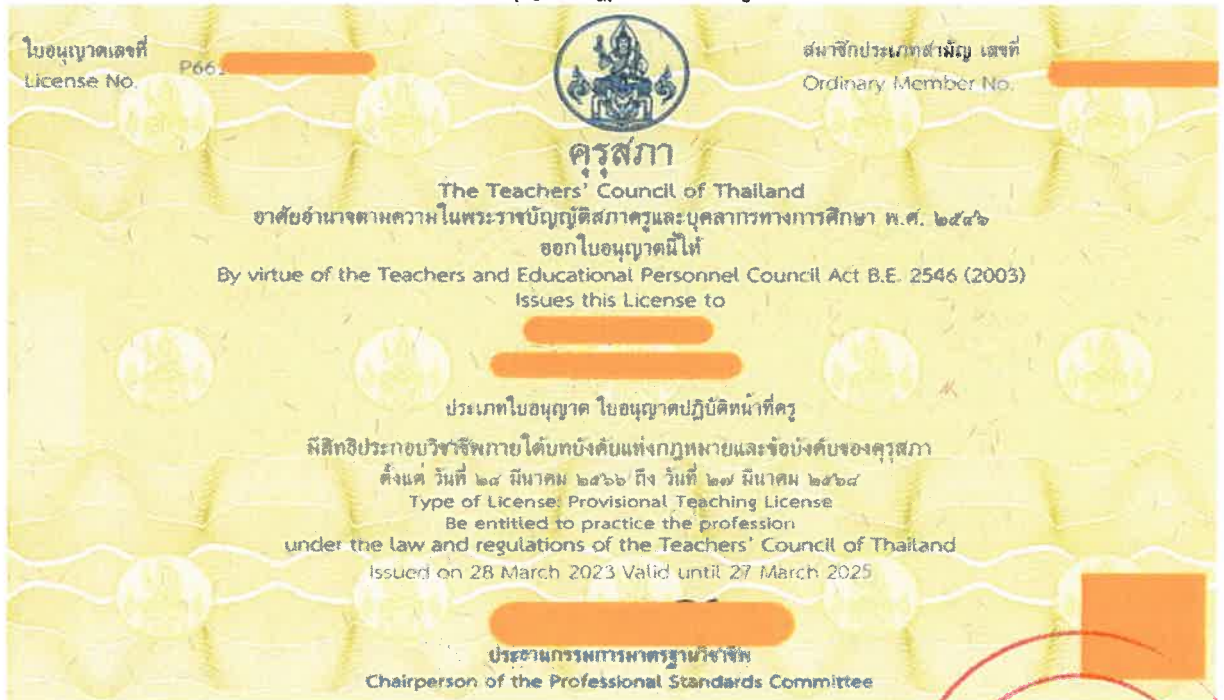 ใบอนุญาตเลขที่
License No.
P661
สมาชิกประเภทสามัญ เลขที่
Ordinary Member No.
คุรุสภา
The Teachers' Council of Thailand
อาศัยอำนาจตามความในพระราชบัญญัติสภาครูและบุคลากรทางการศึกษา พ.ศ. ๒๕๔๖
ออกใบอนุญาตนี้ให้
By virtue of the Teachers and Educational Personnel Council Act B.E. 2546 (2003)
Issues this License to
ประเภทใบอนุญาต ใบอนุญาตปฏิบัติหน้าที่ครู
มีสิทธิประกอบวิชาชีพภายใต้บทบังคับแห่งกฎหมายและข้อบังคับของคุรุสภา
ตั้งแต่ วันที่ ๒๘ มีนาคม ๒๕๖๖ ถึง วันที่ ๒๗ มีนาคม ๒๕๖๘
Type of License: Provisional Teaching License
Be entitled to practice the profession
under the law and regulations of the Teachers' Council of Thailand
Issued on 28 March 2023 Valid until 27 March 2025
ประธานกรรมการมาตรฐานวิชาชีพ
Chairperson of the Professional Standards Committee